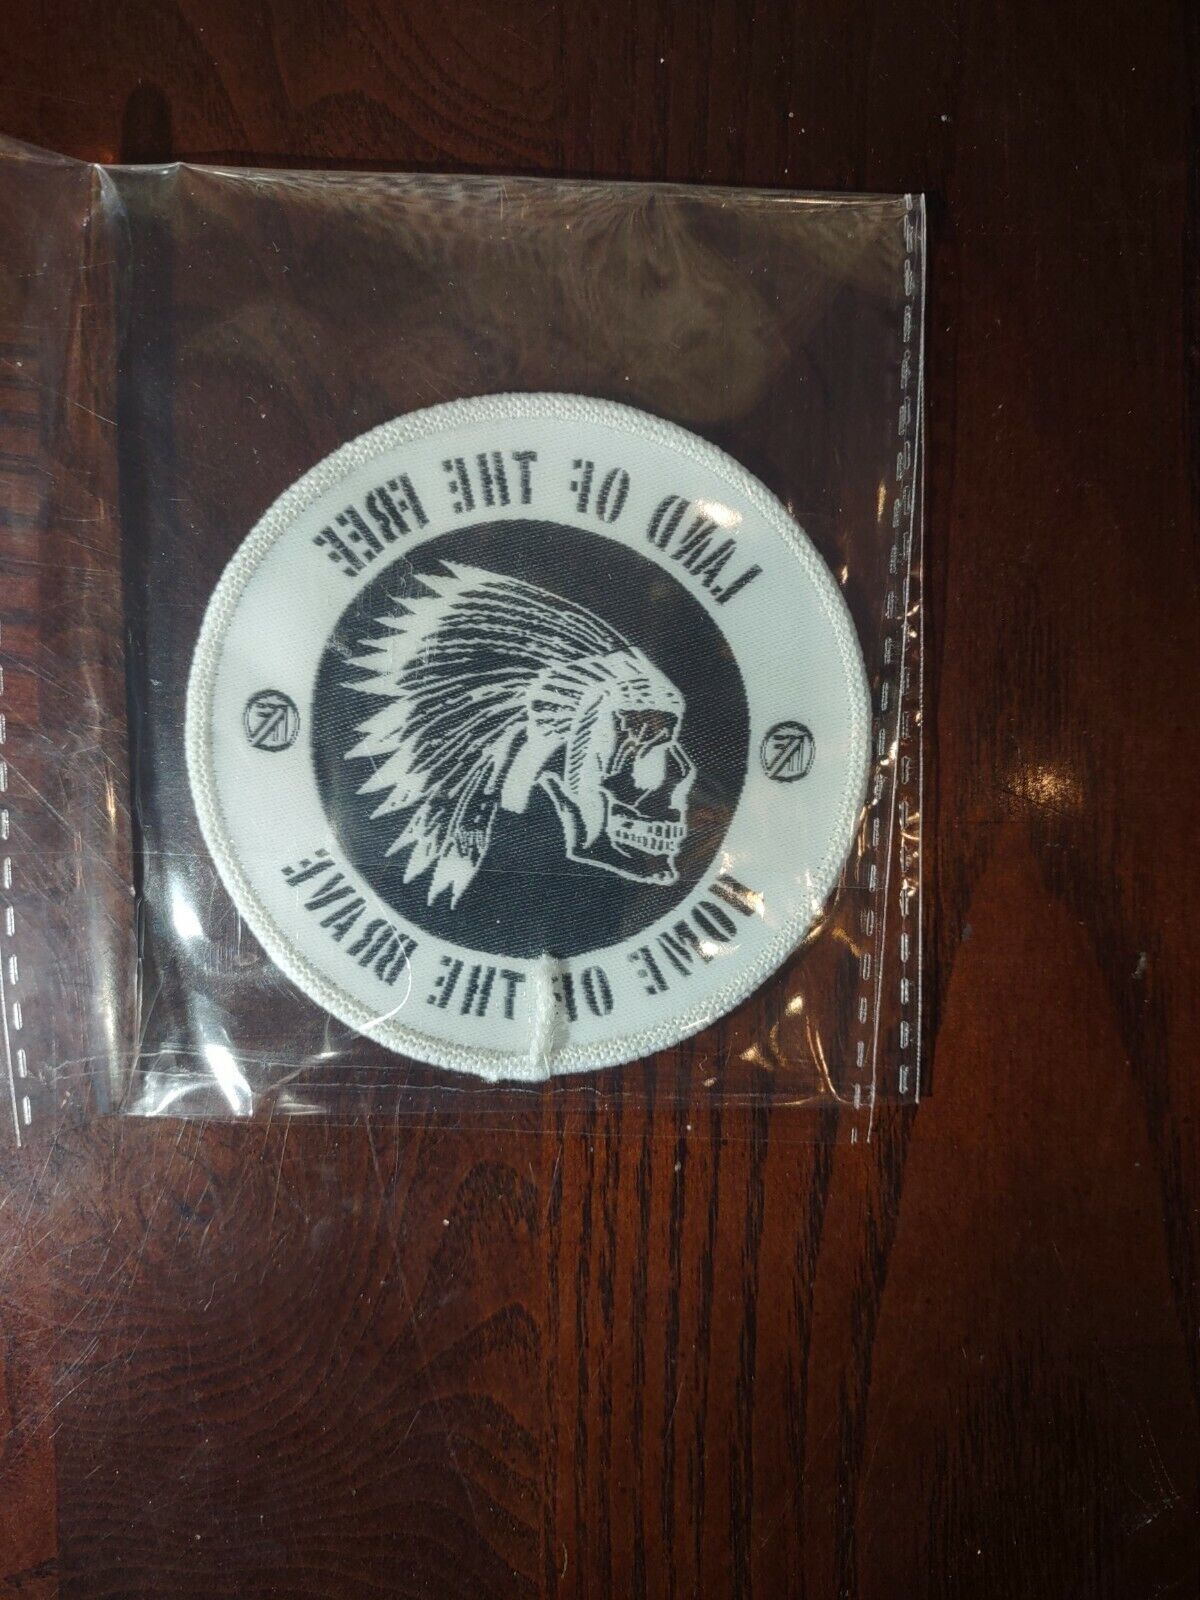 LAND OF THE FREE
HOME OF THE BRAVE